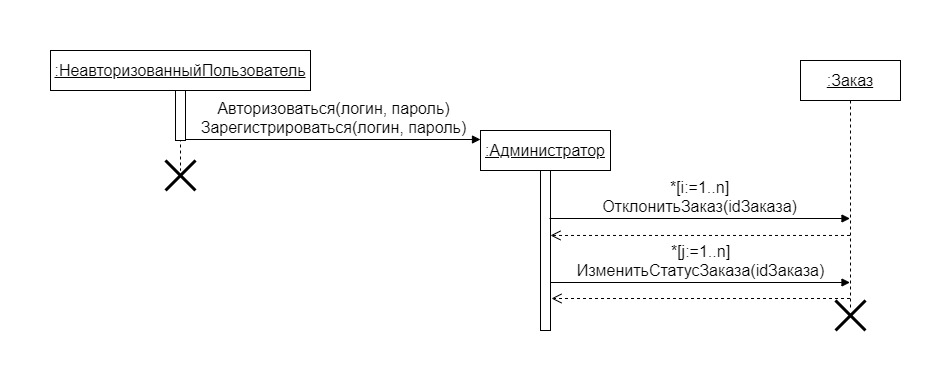 :НеавторизованныйПользователь
:Заказ
Авторизоваться(логин, пароль)
Зарегистрироваться(логин, пароль)
:Администратор
*[i:=1..n]
ОтклонитьЗаказ(idЗаказа)
*[j:=1..n]
ИзменитьСтатусЗаказа(idЗаказа)